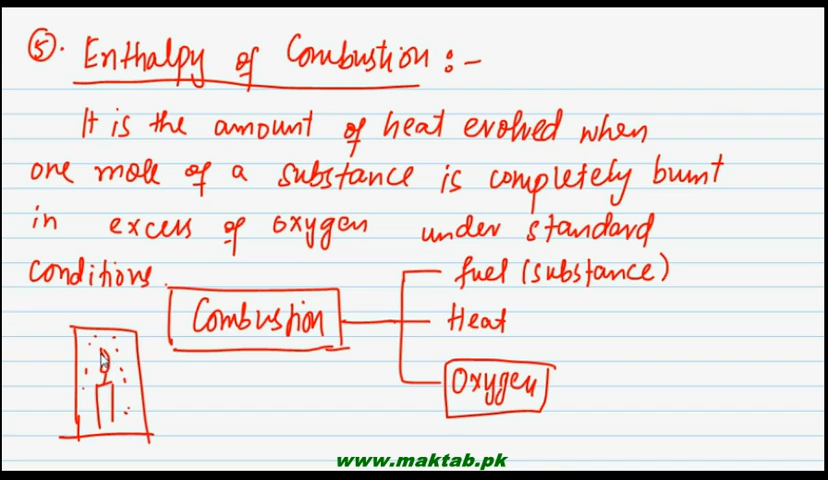 5. Enthalpy of Combustion :-
It is the amount of heat evolved when
one mole of a substance is completely burnt
in excess of oxygen under standard
conditions.
fuel (substance)
Combustion
Heat
Oxygen
www.maktab.pk